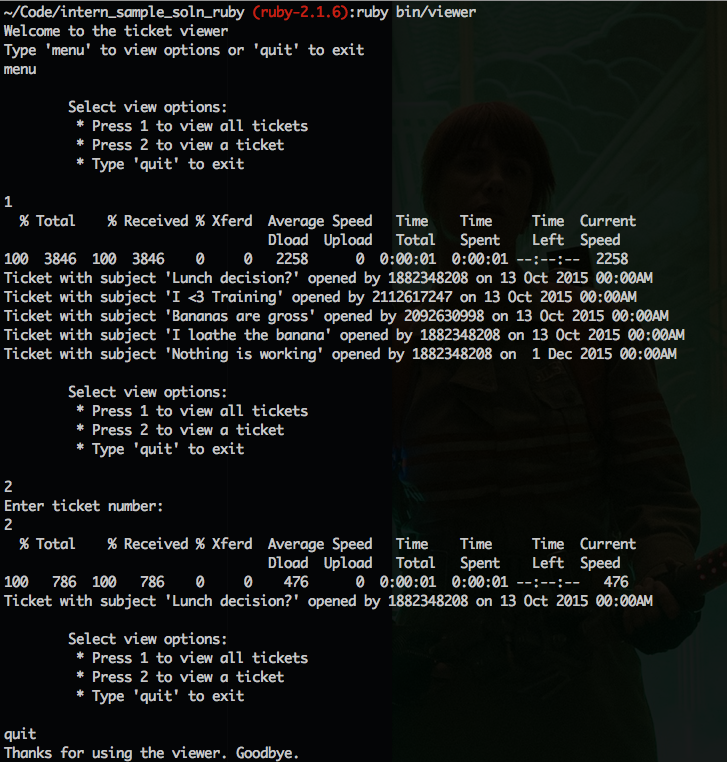 ~/Code/intern_sample_soln_ruby (ruby-2.1.6):ruby bin/viewer
Welcome to the ticket viewer
Type 'menu' to view options or 'quit' to exit
menu

        Select view options:
         * Press 1 to view all tickets
         * Press 2 to view a ticket
         * Type 'quit' to exit

1
  % Total    % Received % Xferd  Average Speed   Time    Time     Time  Current
                                 Dload  Upload   Total   Spent    Left  Speed
100  3846  100  3846    0     0   2258      0  0:00:01  0:00:01 --:--:--  2258
Ticket with subject 'Lunch decision?' opened by 1882348208 on 13 Oct 2015 00:00AM
Ticket with subject 'I <3 Training' opened by 2112617247 on 13 Oct 2015 00:00AM
Ticket with subject 'Bananas are gross' opened by 2092630998 on 13 Oct 2015 00:00AM
Ticket with subject 'I loathe the banana' opened by 1882348208 on 13 Oct 2015 00:00AM
Ticket with subject 'Nothing is working' opened by 1882348208 on  1 Dec 2015 00:00AM

        Select view options:
         * Press 1 to view all tickets
         * Press 2 to view a ticket
         * Type 'quit' to exit

2
Enter ticket number:
2
  % Total    % Received % Xferd  Average Speed   Time    Time     Time  Current
                                 Dload  Upload   Total   Spent    Left  Speed
100   786  100   786    0     0    476      0  0:00:01  0:00:01 --:--:--   476
Ticket with subject 'Lunch decision?' opened by 1882348208 on 13 Oct 2015 00:00AM

        Select view options:
         * Press 1 to view all tickets
         * Press 2 to view a ticket
         * Type 'quit' to exit

quit
Thanks for using the viewer. Goodbye.